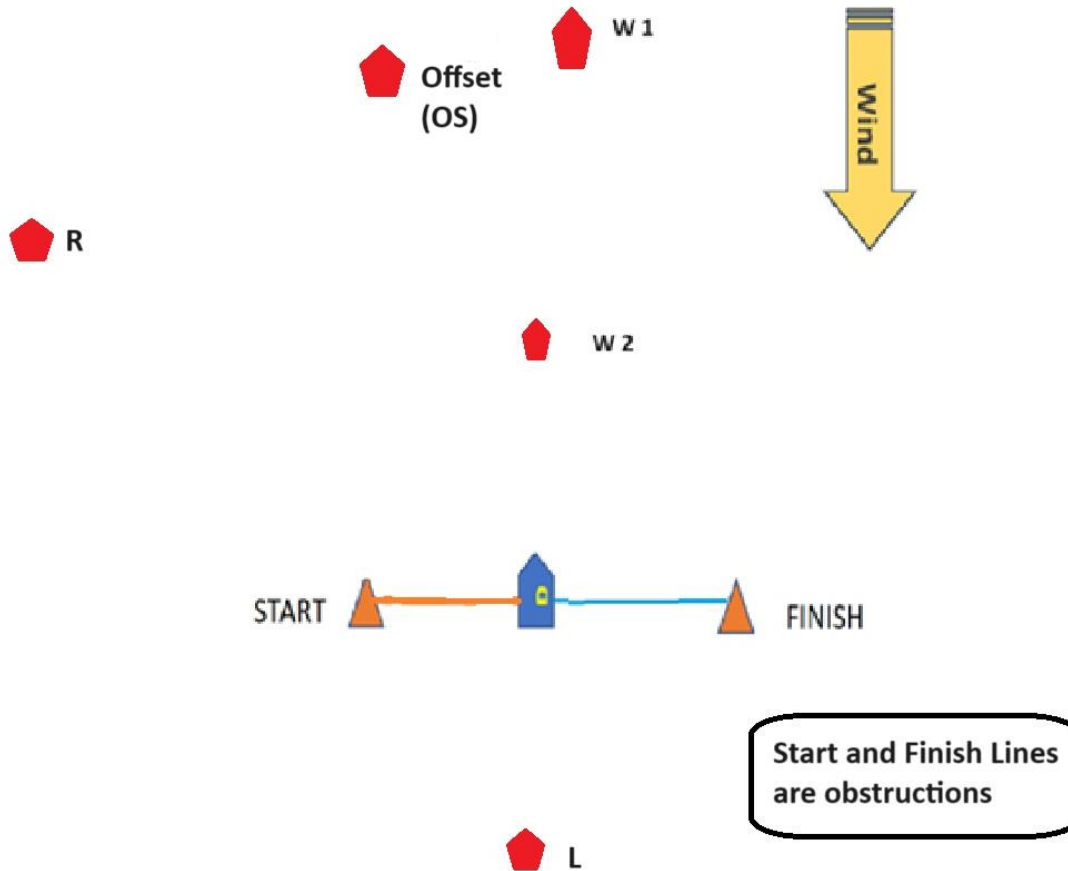 W 1
Offset
(OS)
Wind
R
W 2
START
FINISH
Start and Finish Lines
are obstructions
L